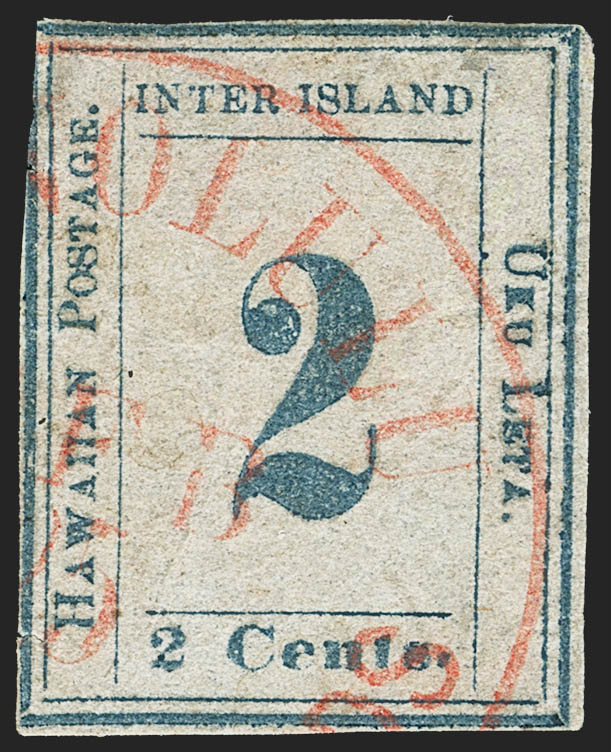 INTER ISLAND
HAWAIIAN POSTAGE.
2
UKU LETA.
2 Cents.